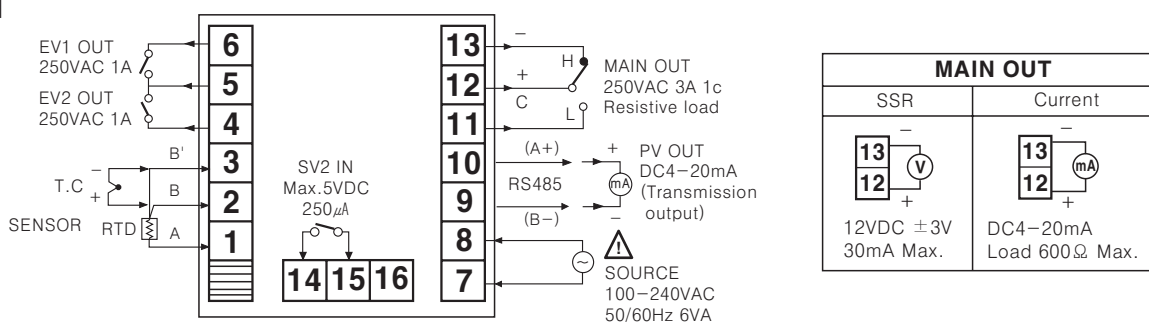 EV1 OUT
250VAC 1A
EV2 OUT
250VAC 1A
B'
−
T.C
+
B
SENSOR
RTD
A
6
5
4
3
2
1
SV2 IN
Max.5VDC
250㎂
14 15 16
13
12
11
10
9
8
7
−
H
+
C
L
MAIN OUT
250VAC 3A 1c
Resistive load
(A+)
RS485
(B−)
+
mA
−
PV OUT
DC4−20mA
(Transmission
output)
SOURCE
100−240VAC
50/60Hz 6VA
MAIN OUT
SSR
Current
−
13
12
V
+
12VDC ±3V
30mA Max.
−
13
12
mA
+
DC4−20mA
Load 600Ω Max.